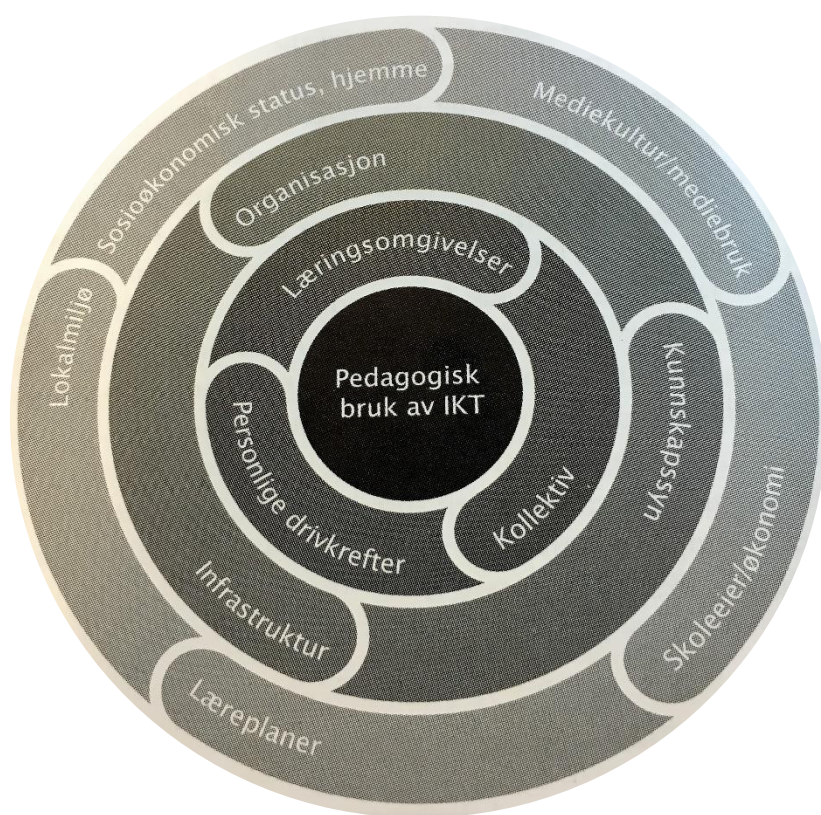 Sosioøkonomisk status, hjemme
Mediekultur/mediebruk
Organisasjon
Læringsomgivelser
Lokalmiljø
Kunnskapssyn
Pedagogisk
bruk av IKT
Personlige drivkrefter
Kollektiv
Skoleeier/økonomi
Infrastruktur
Læreplaner